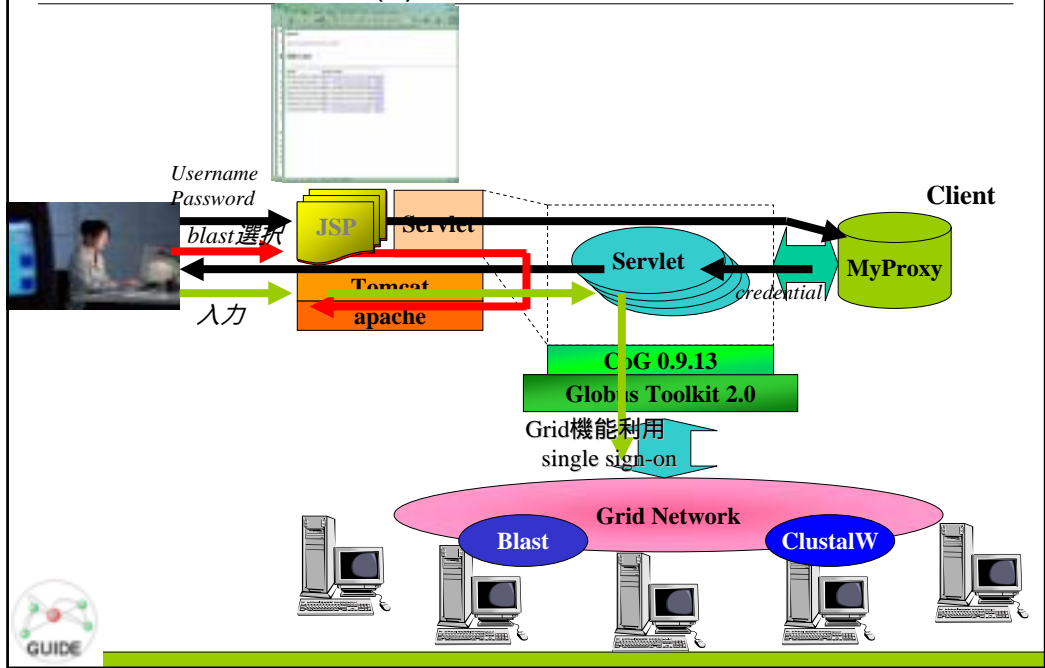 Username
Password
blast選択
入力
JSP
Servlet
Tomcat
apache
Servlet
credential
Client
MyProxy
CoG 0.9.13
Globus Toolkit 2.0
Grid機能利用
single sign-on
Grid Network
Blast
ClustalW
GUIDE